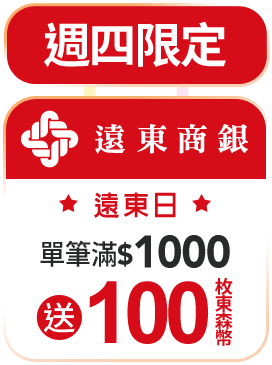 週四限定
遠東商銀
★ 遠東日 ★
單筆滿$1000
送100枚東森幣